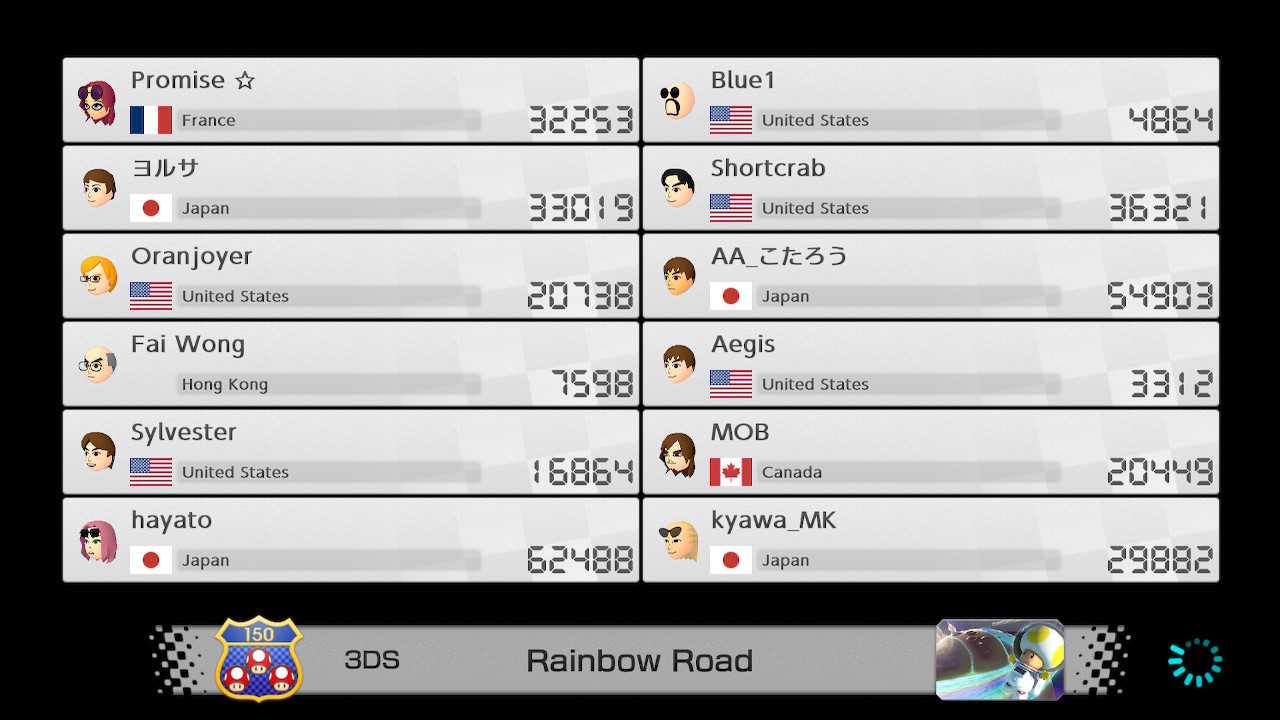 Promise ☆
France
32253
Blue1
United States
4864
ヨルサ
Japan
33019
Shortcrab
United States
36321
Oranjoyer
United States
20738
AA_こたろう
Japan
54903
Fai Wong
Hong Kong
7598
Aegis
United States
3312
Sylvester
United States
16864
MOB
Canada
20449
hayato
Japan
62488
kyawa_MK
Japan
29882
150
3DS
Rainbow Road